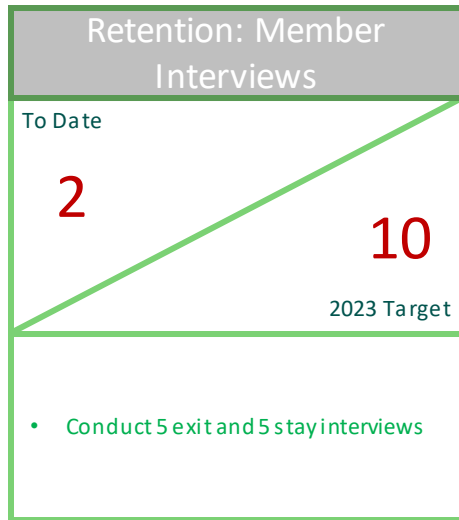 Retention: Member
Interviews
To Date
2
10
2023 Target
• Conduct 5 exit and 5 stay interviews